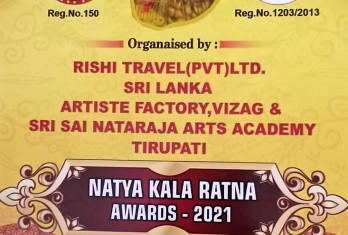 Reg.No.150
Reg.No.1203/2013
Organaised by :
RISHI TRAVEL(PVT)LTD.
SRI LANKA
ARTISTE FACTORY,VIZAG &
SRI SAI NATARAJA ARTS ACADEMY
TIRUPATI
NATYA KALA RATNA
AWARDS - 2021